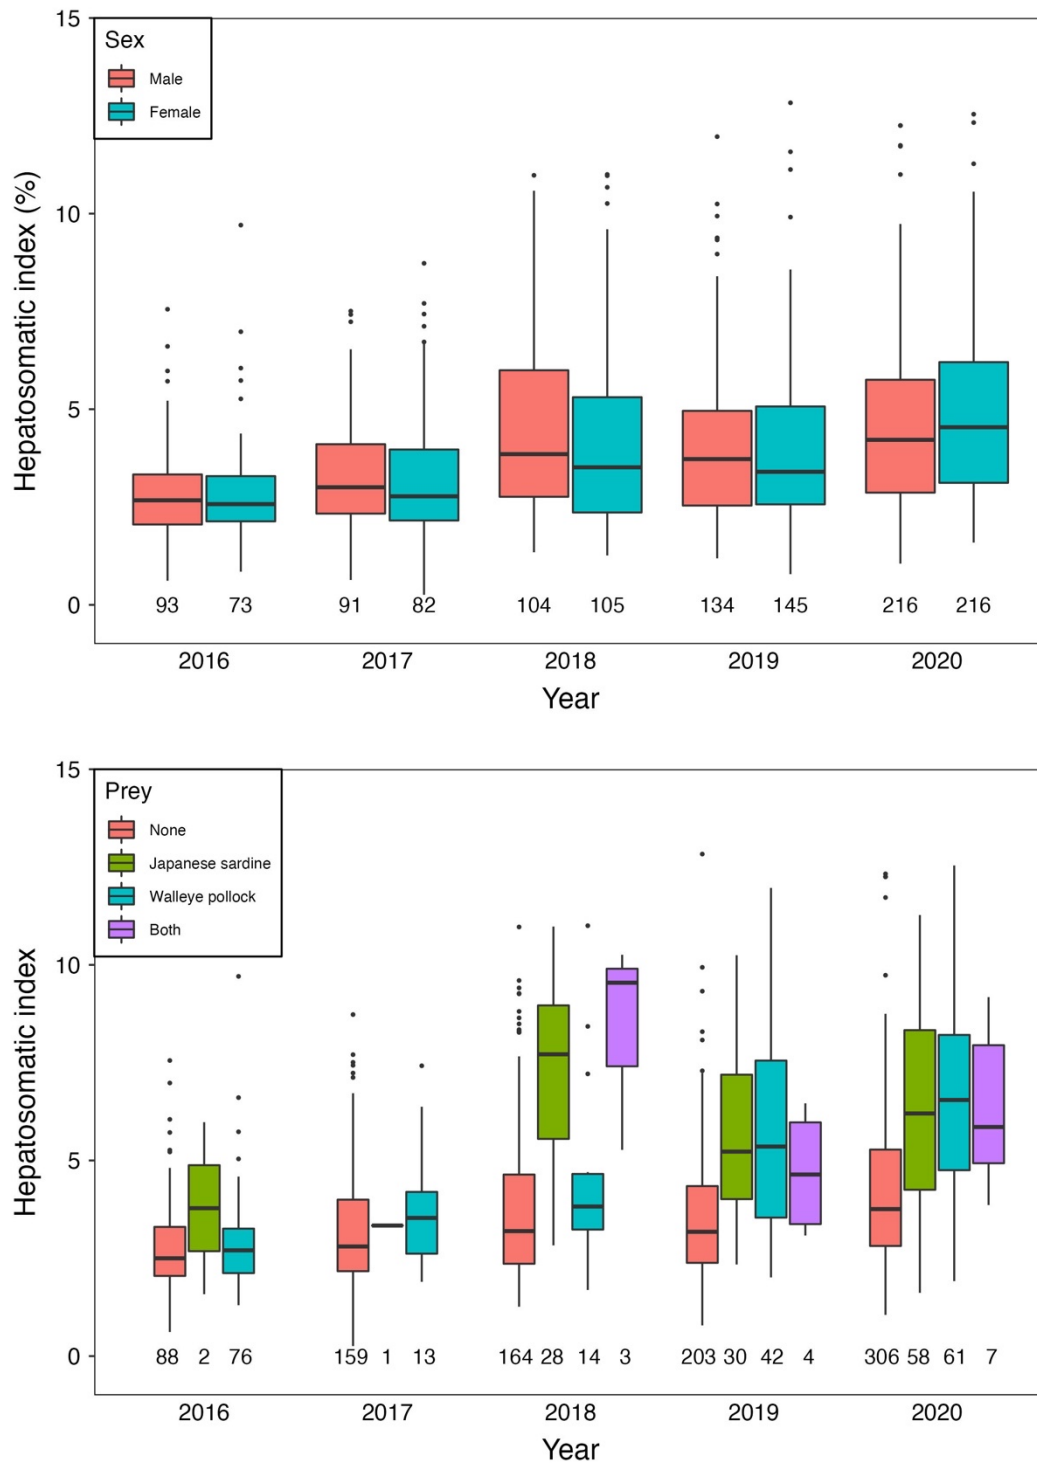 15
Sex
Male
Female
10
5
0
Hepatosomatic index (%)
93 73 91 82 104 105 134 145 216 216
2016 2017 2018 2019 2020
Year
15
Prey
None
Japanese sardine
Walleye pollock
Both
10
5
0
Hepatosomatic index
88 2 76 159 1 13 164 28 14 3 203 30 42 4 306 58 61 7
2016 2017 2018 2019 2020
Year